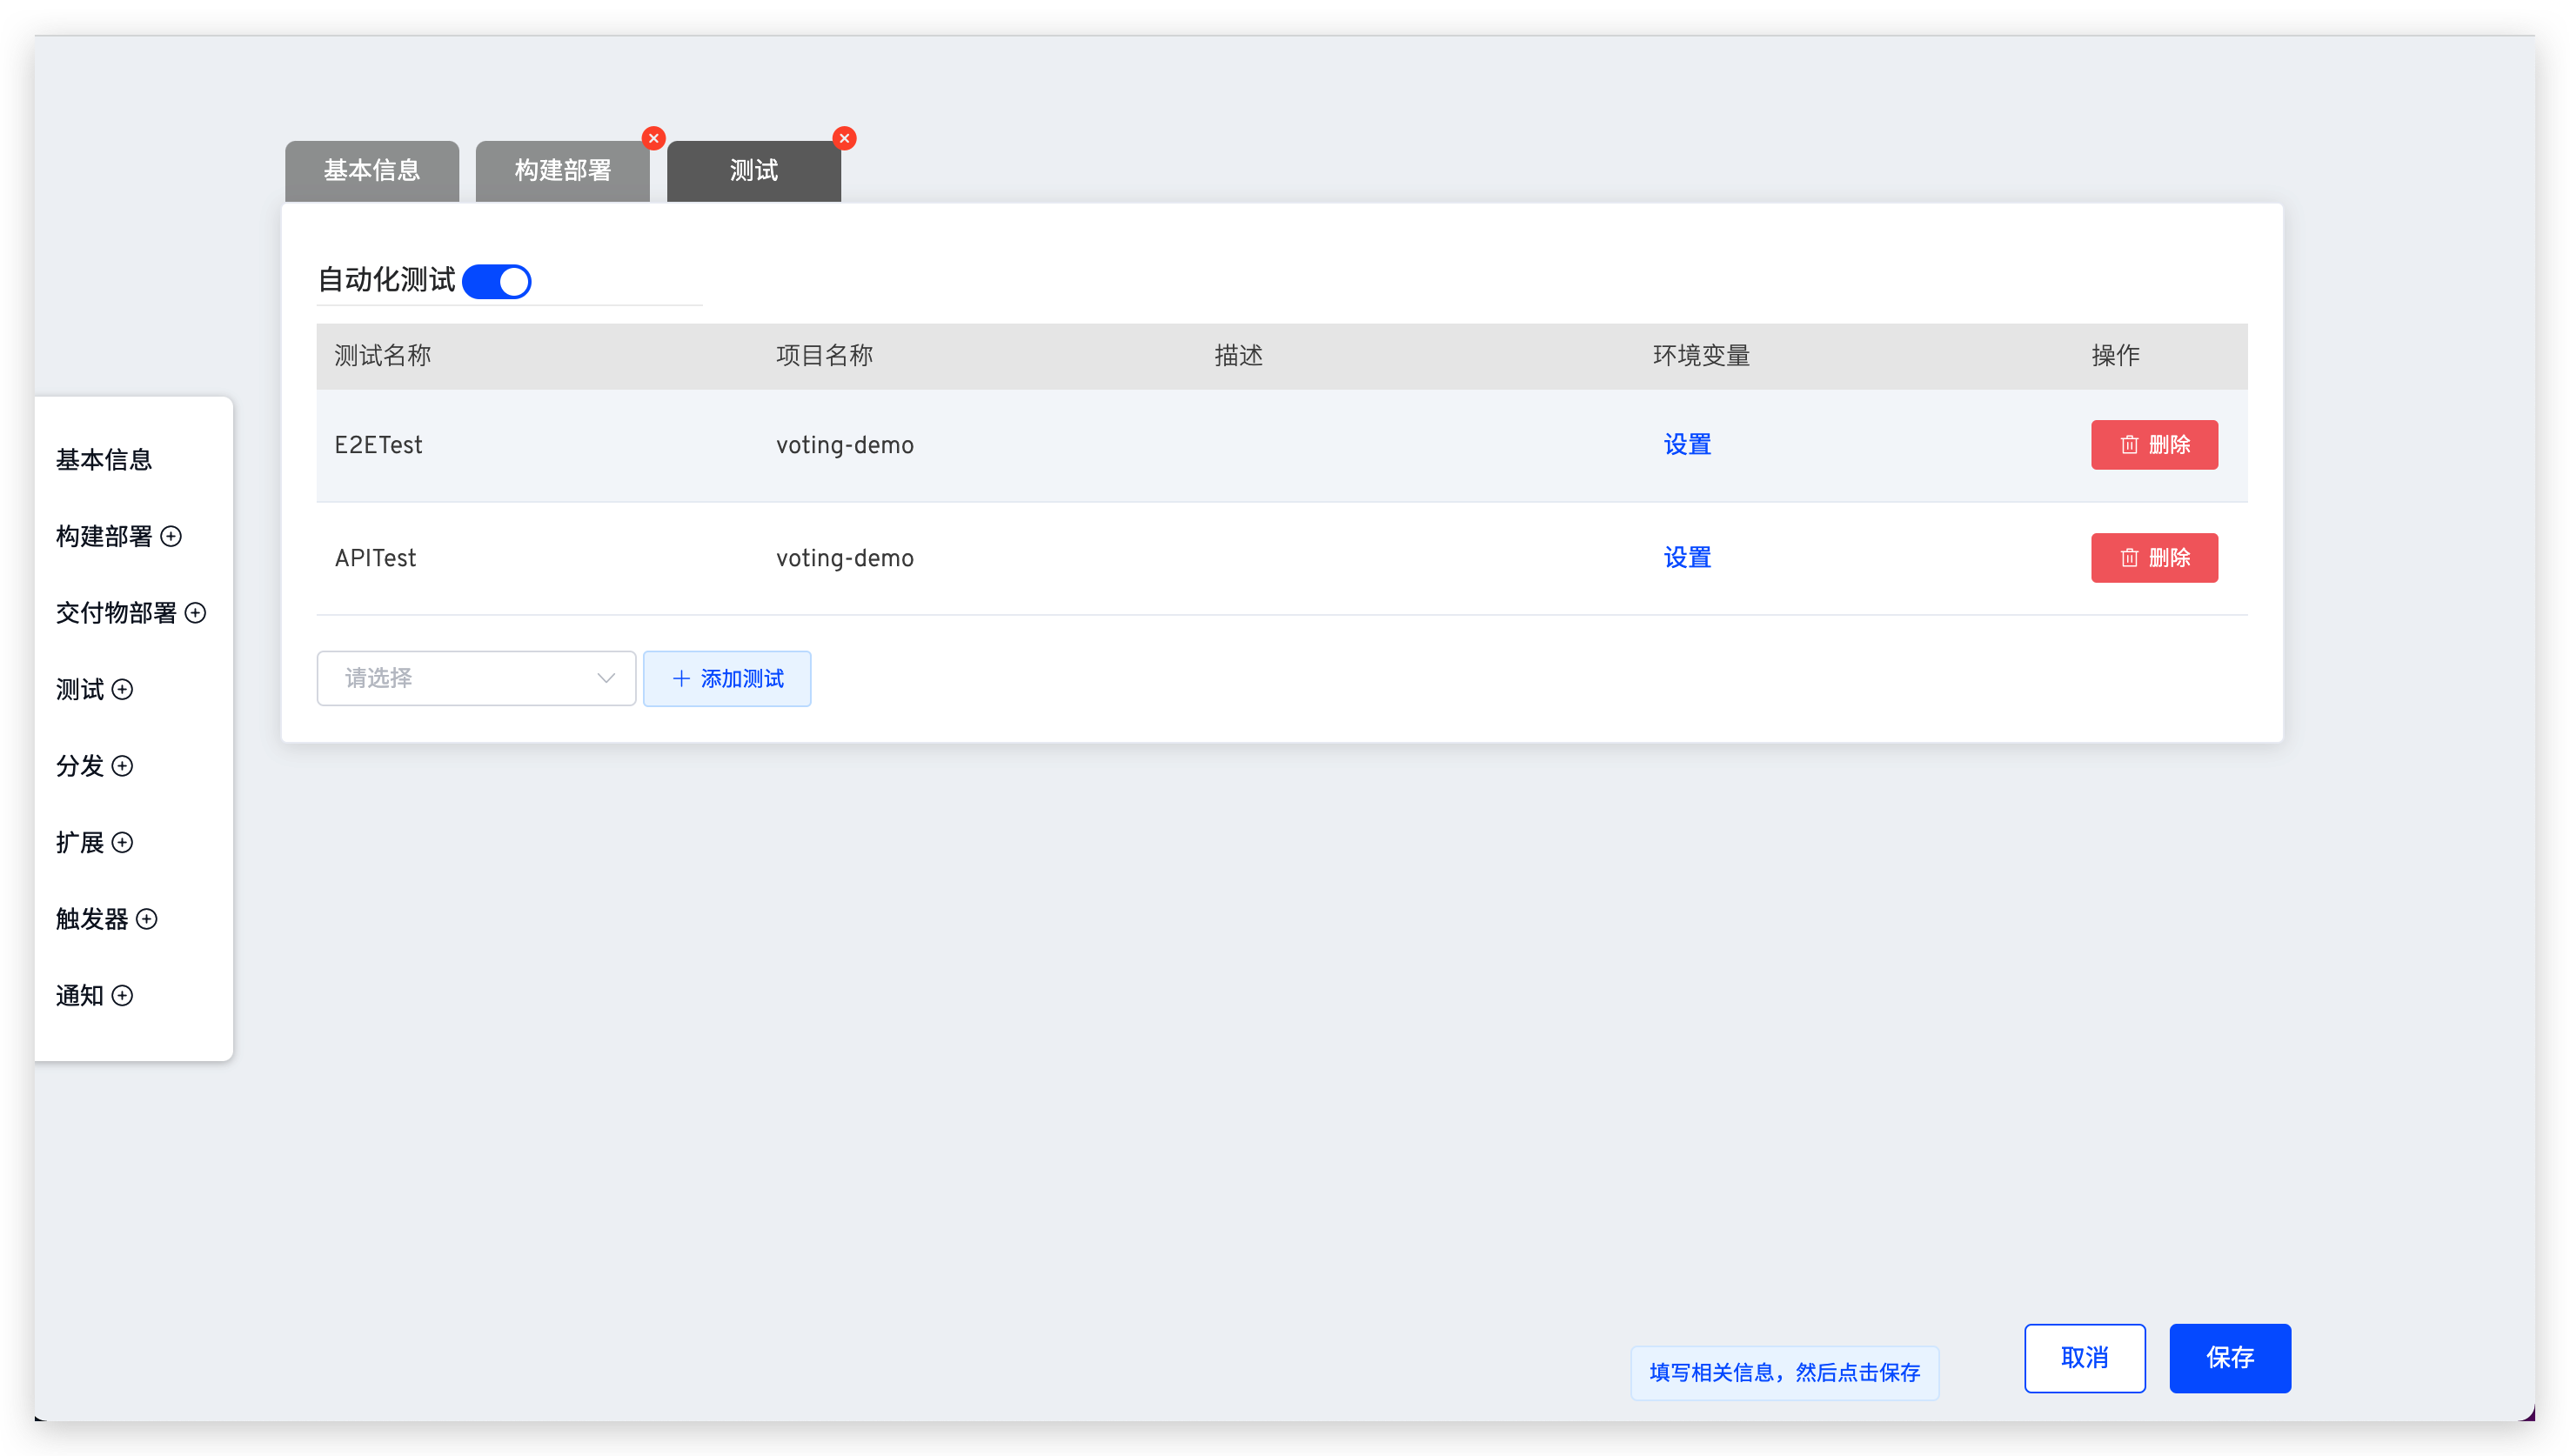 基本信息
构建部署
测试
自动化测试
测试名称 项目名称 描述 环境变量 操作
E2ETest voting-demo 设置 删除
APITest voting-demo 设置 删除
请选择 添加测试
基本信息
构建部署
交付物部署
测试
分发
扩展
触发器
通知
填写相关信息，然后点击保存
取消
保存